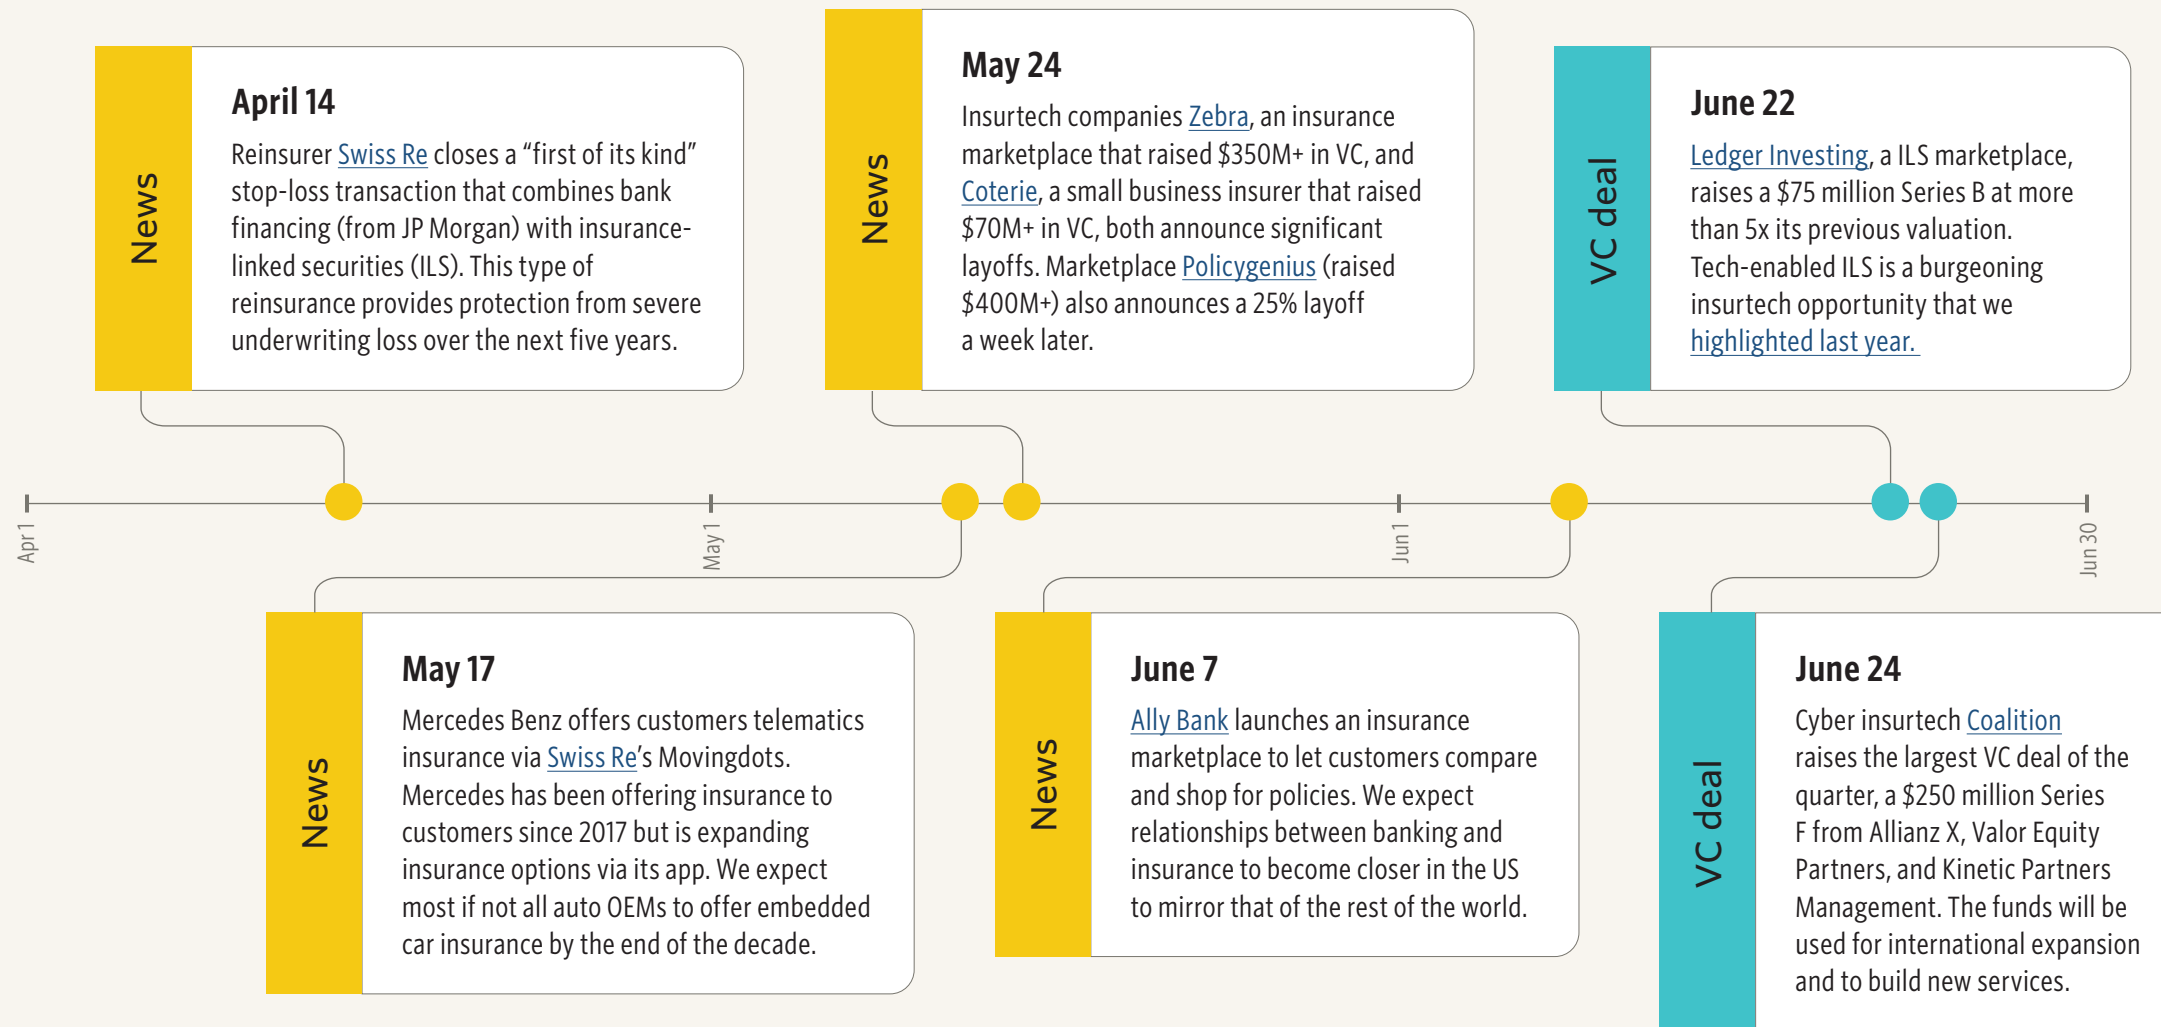 News
April 14
Reinsurer Swiss Re closes a “first of its kind”
stop-loss transaction that combines bank
financing (from JP Morgan) with insurance-
linked securities (ILS). This type of
reinsurance provides protection from severe
underwriting loss over the next five years.
News
May 24
Insurtech companies Zebra, an insurance
marketplace that raised $350M+ in VC, and
Coterie, a small business insurer that raised
$70M+ in VC, both announce significant
layoffs. Marketplace Policygenius (raised
$400M+) also announces a 25% layoff
a week later.
VC deal
June 22
Ledger Investing, a ILS marketplace,
raises a $75 million Series B at more
than 5x its previous valuation.
Tech-enabled ILS is a burgeoning
insurtech opportunity that we
highlighted last year.
Apr 1
May 1
Jun 1
Jun 30
News
May 17
Mercedes Benz offers customers telematics
insurance via Swiss Re’s Movingdots.
Mercedes has been offering insurance to
customers since 2017 but is expanding
insurance options via its app. We expect
most if not all auto OEMs to offer embedded
car insurance by the end of the decade.
News
June 7
Ally Bank launches an insurance
marketplace to let customers compare
and shop for policies. We expect
relationships between banking and
insurance to become closer in the US
to mirror that of the rest of the world.
VC deal
June 24
Cyber insurtech Coalition
raises the largest VC deal of the
quarter, a $250 million Series
F from Allianz X, Valor Equity
Partners, and Kinetic Partners
Management. The funds will be
used for international expansion
and to build new services.